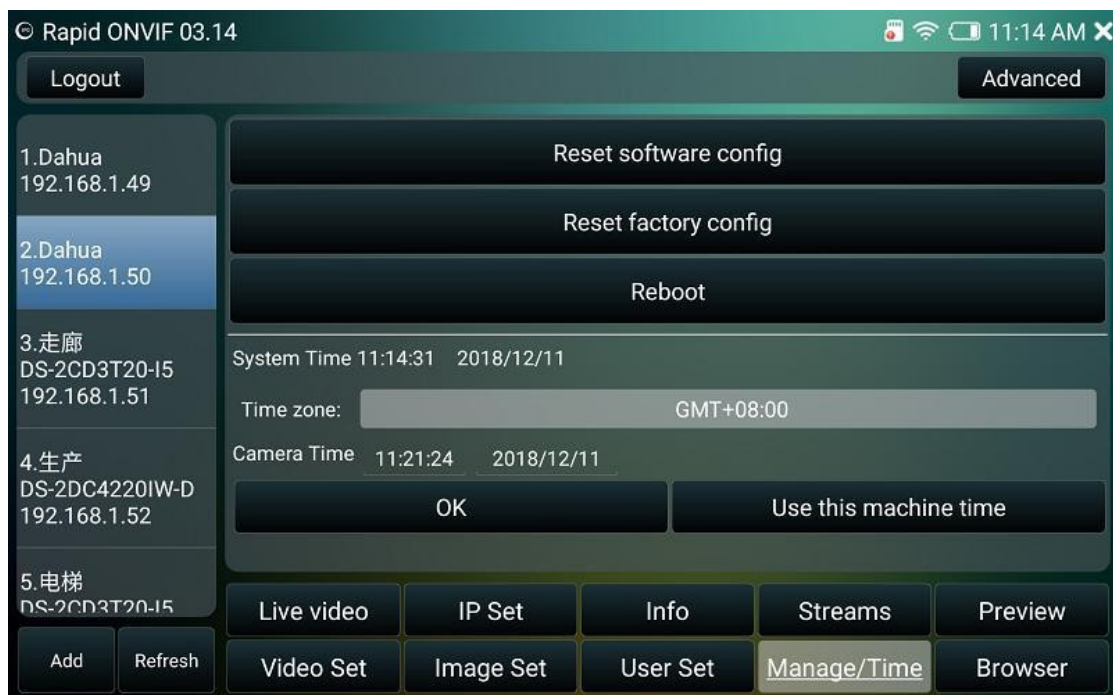 Rapid ONVIF 03.14
11:14 AM
Logout
Advanced
1.Dahua
192.168.1.49
2.Dahua
192.168.1.50
3.走廊
DS-2CD3T20-I5
192.168.1.51
4.生产
DS-2DC4220IW-D
192.168.1.52
5.电梯
DS-2CD3T20-I5
Add
Refresh
Reset software config
Reset factory config
Reboot
System Time 11:14:31 2018/12/11
Time zone: GMT+08:00
Camera Time 11:21:24 2018/12/11
OK
Use this machine time
Live video
IP Set
Info
Streams
Preview
Video Set
Image Set
User Set
Manage/Time
Browser